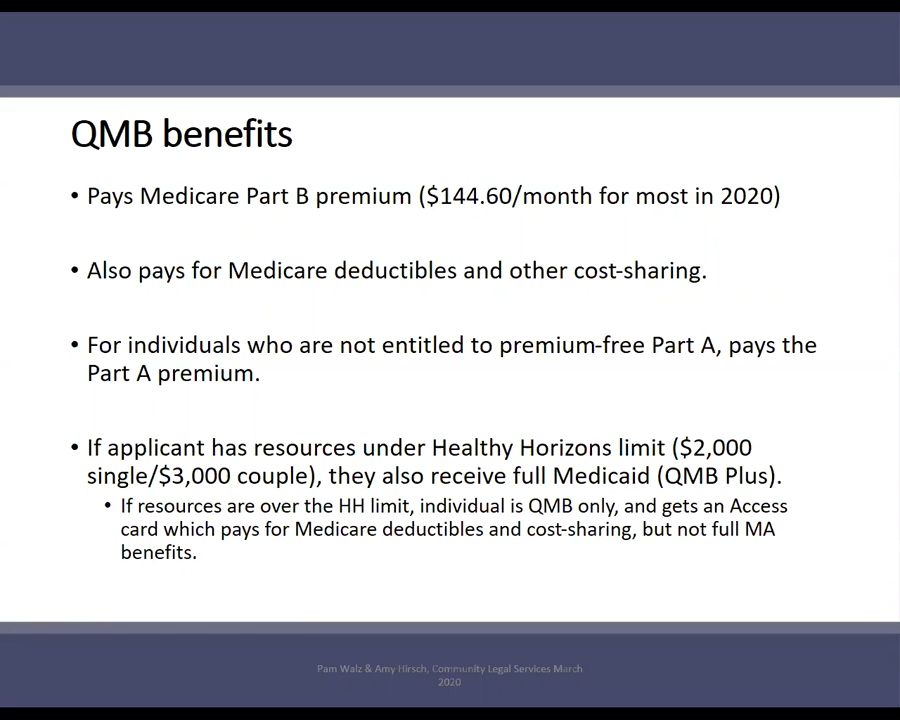 QMB benefits
• Pays Medicare Part B premium ($144.60/month for most in 2020)
• Also pays for Medicare deductibles and other cost-sharing.
• For individuals who are not entitled to premium-free Part A, pays the
Part A premium.
• If applicant has resources under Healthy Horizons limit ($2,000
single/$3,000 couple), they also receive full Medicaid (QMB Plus).
• If resources are over the HH limit, individual is QMB only, and gets an Access
card which pays for Medicare deductibles and cost-sharing, but not full MA
benefits.
Pam Walz & Amy Hirsch, Community Legal Services March
2020